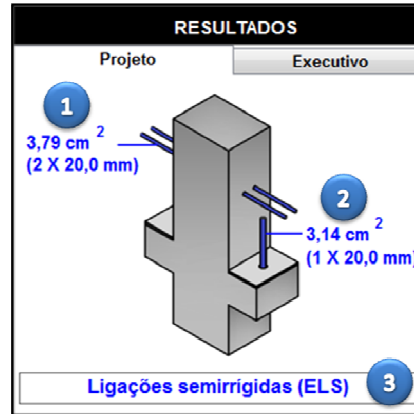 RESULTADOS
Projeto
Executivo
1
3,79 cm 2
(2 X 20,0 mm)
2
3,14 cm 2
(1 X 20,0 mm)
Ligações semirrígidas (ELS)
3